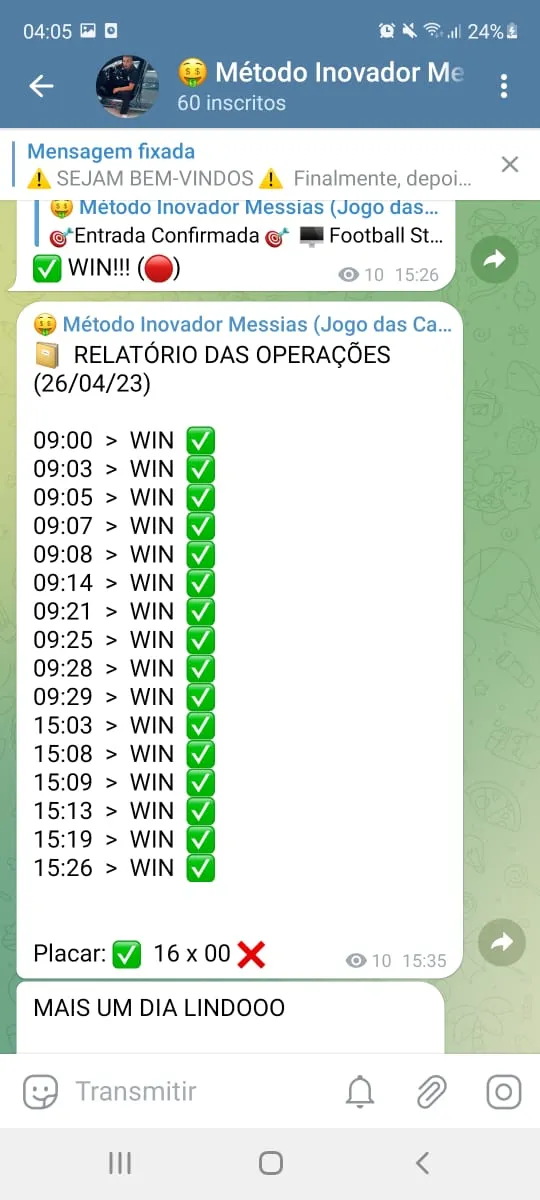 04:05
24%
🤑 Método Inovador Me
60 inscritos
Mensagem fixada
⚠️ SEJAM BEM-VINDOS ⚠️ Finalmente, depoi...
🤑 Método Inovador Messias (Jogo das...
🎯Entrada Confirmada 🎯 🖥️ Football St...
✅ WIN!!! (🔴)
10 15:26
🤑 Método Inovador Messias (Jogo das Ca...
📔 RELATÓRIO DAS OPERAÇÕES
(26/04/23)
09:00 > WIN ✅
09:03 > WIN ✅
09:05 > WIN ✅
09:07 > WIN ✅
09:08 > WIN ✅
09:14 > WIN ✅
09:21 > WIN ✅
09:25 > WIN ✅
09:28 > WIN ✅
09:29 > WIN ✅
15:03 > WIN ✅
15:08 > WIN ✅
15:09 > WIN ✅
15:13 > WIN ✅
15:19 > WIN ✅
15:26 > WIN ✅
Placar: ✅ 16 x 00 ❌
10 15:35
MAIS UM DIA LINDOOO
Transmitir